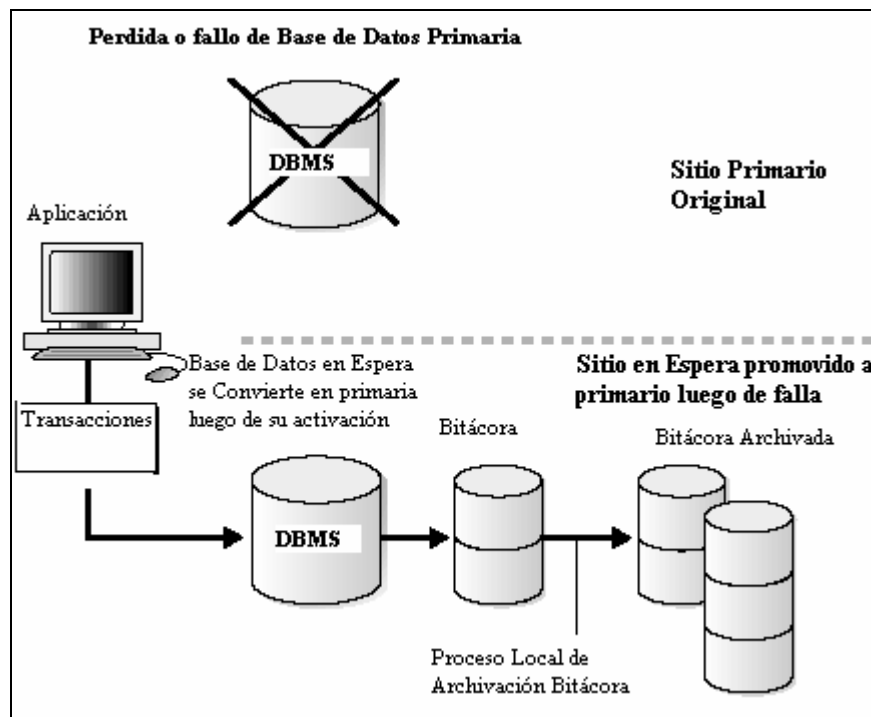 Perdida o fallo de Base de Datos Primaria
DBMS
Sitio Primario
Original
Aplicación
Base de Datos en Espera
se Convierte en primaria
luego de su activación
Sitio en Espera promovido a
primario luego de falla
Transacciones
Bitácora
Bitácora Archivada
DBMS
Proceso Local de
Archivación Bitácora